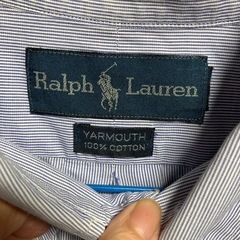 Ralph Lauren
YARMOUTH
100% COTTON